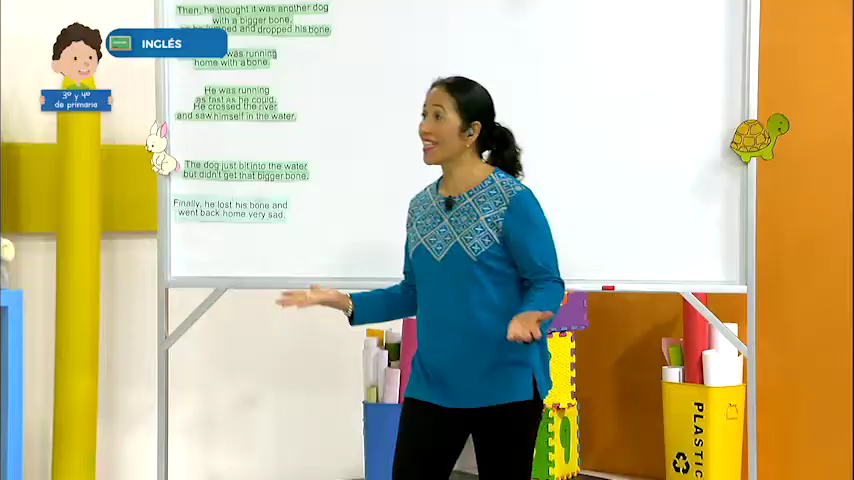 Then, he thought it was another dog
with a bigger bone,
and dropped his bone.
INGLÉS
was running
home with a bone.
3º y 4º
de primaria
He was running
as fast as he could.
He crossed the river
and saw himself in the water.
The dog just bit into the water
but didn't get that bigger bone.
Finally, he lost his bone and
went back home very sad.
PLASTIC